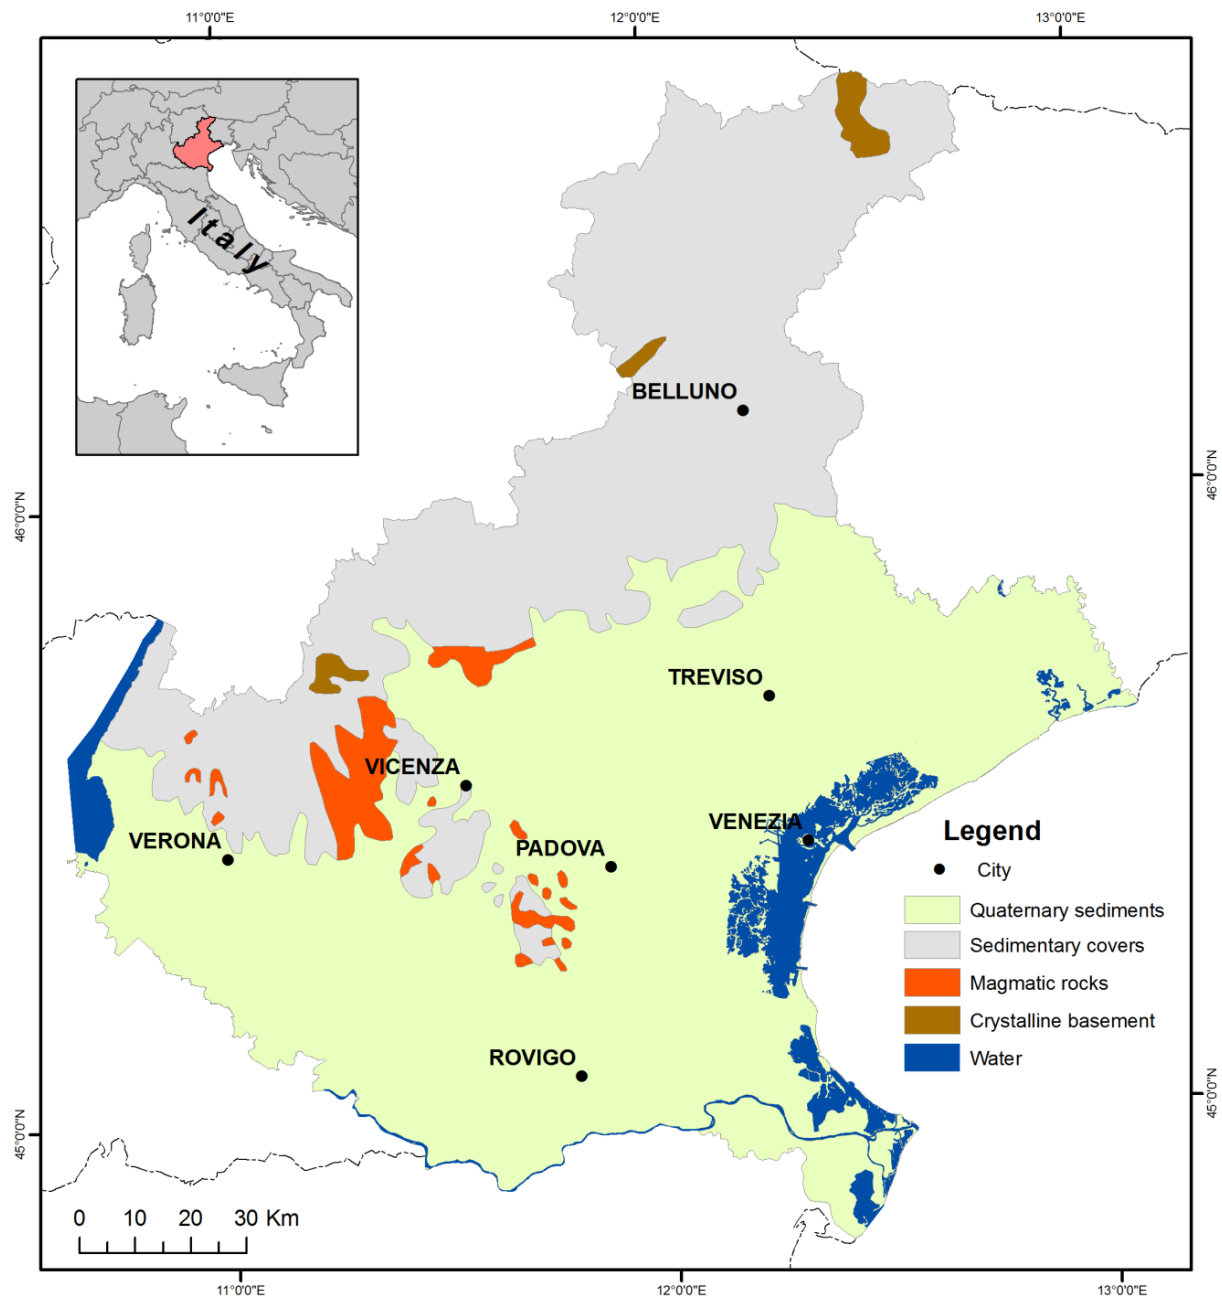 11°0'0"E
12°0'0"E
13°0'0"E
Italy
BELLUNO
46°0'0"N
46°0'0"N
TREVISO
VICENZA
VENEZIA
VERONA
PADOVA
Legend
City
Quaternary sediments
Sedimentary covers
Magmatic rocks
Crystalline basement
Water
ROVIGO
45°0'0"N
45°0'0"N
0 10 20 30 Km
11°0'0"E
12°0'0"E
13°0'0"E